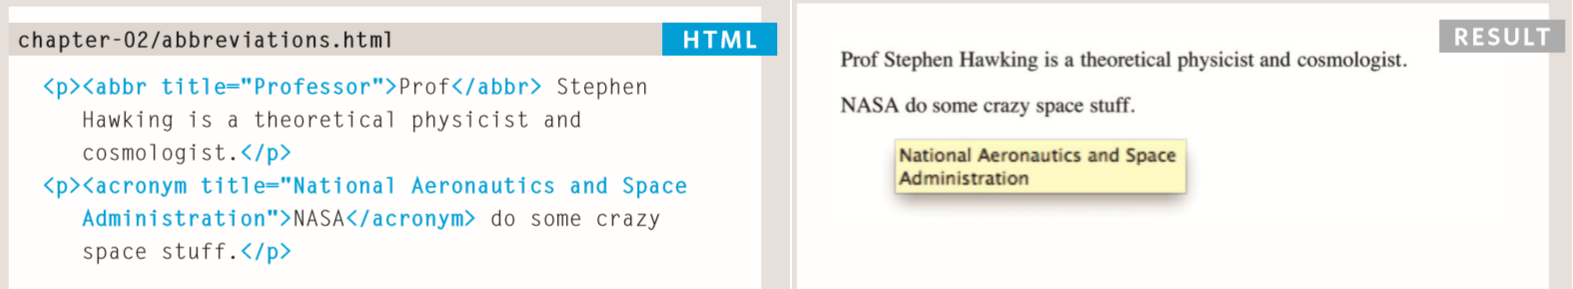 chapter-02/abbreviations.html
HTML
<p><abbr title="Professor">Prof</abbr> Stephen
Hawking is a theoretical physicist and
cosmologist.</p>
<p><acronym title="National Aeronautics and Space
Administration">NASA</acronym> do some crazy
space stuff.</p>
RESULT
Prof Stephen Hawking is a theoretical physicist and cosmologist.
NASA do some crazy space stuff.
National Aeronautics and Space
Administration